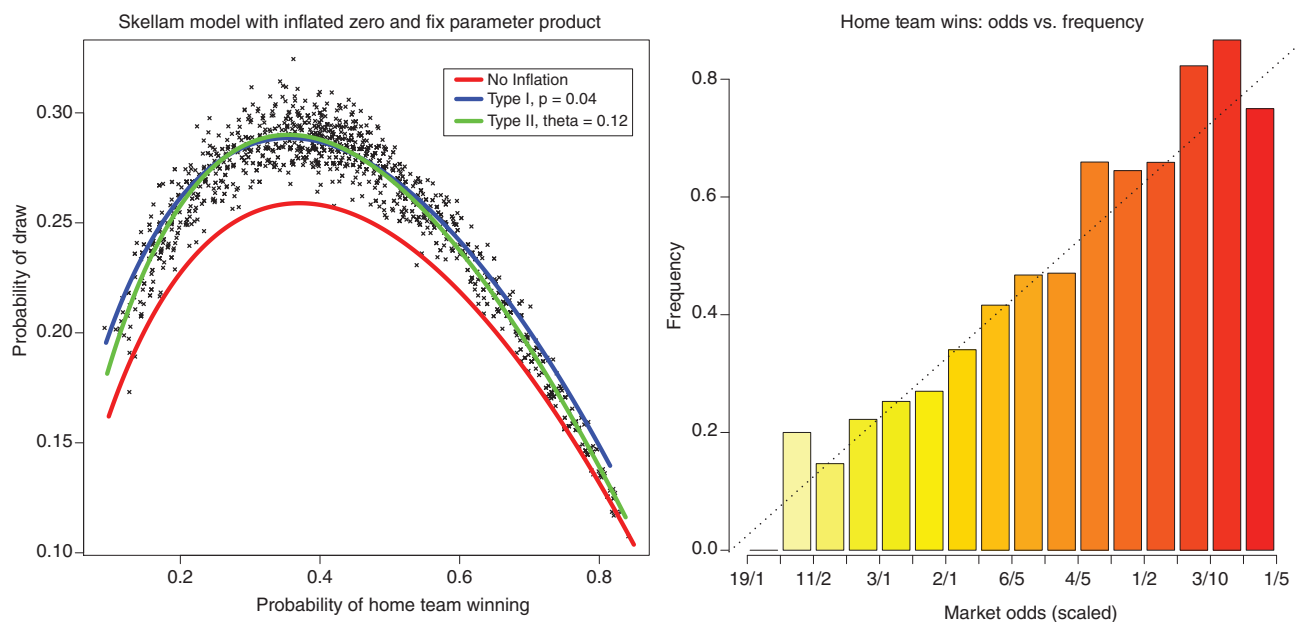 Skellam model with inflated zero and fix parameter product
No Inflation
Type I, p = 0.04
Type II, theta = 0.12
0.30
0.25
0.20
0.15
0.10
Probability of draw
0.2 0.4 0.6 0.8
Probability of home team winning
Home team wins: odds vs. frequency
0.8
0.6
0.4
0.2
0.0
Frequency
19/1 11/2 3/1 2/1 6/5 4/5 1/2 3/10 1/5
Market odds (scaled)